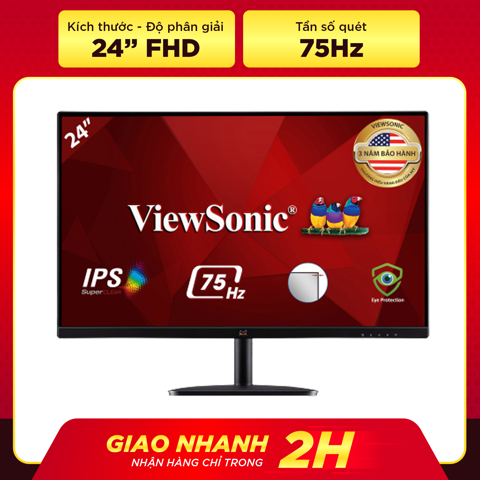 Kích thước - Độ phân giải
24” FHD
Tần số quét
75Hz
24"
VIEWSONIC
3 NĂM BẢO HÀNH
ViewSonic®
IPS
SuperCLEAR
75
Hz
Eye Protection
GIAO NHANH
NHẬN HÀNG CHỈ TRONG
2H